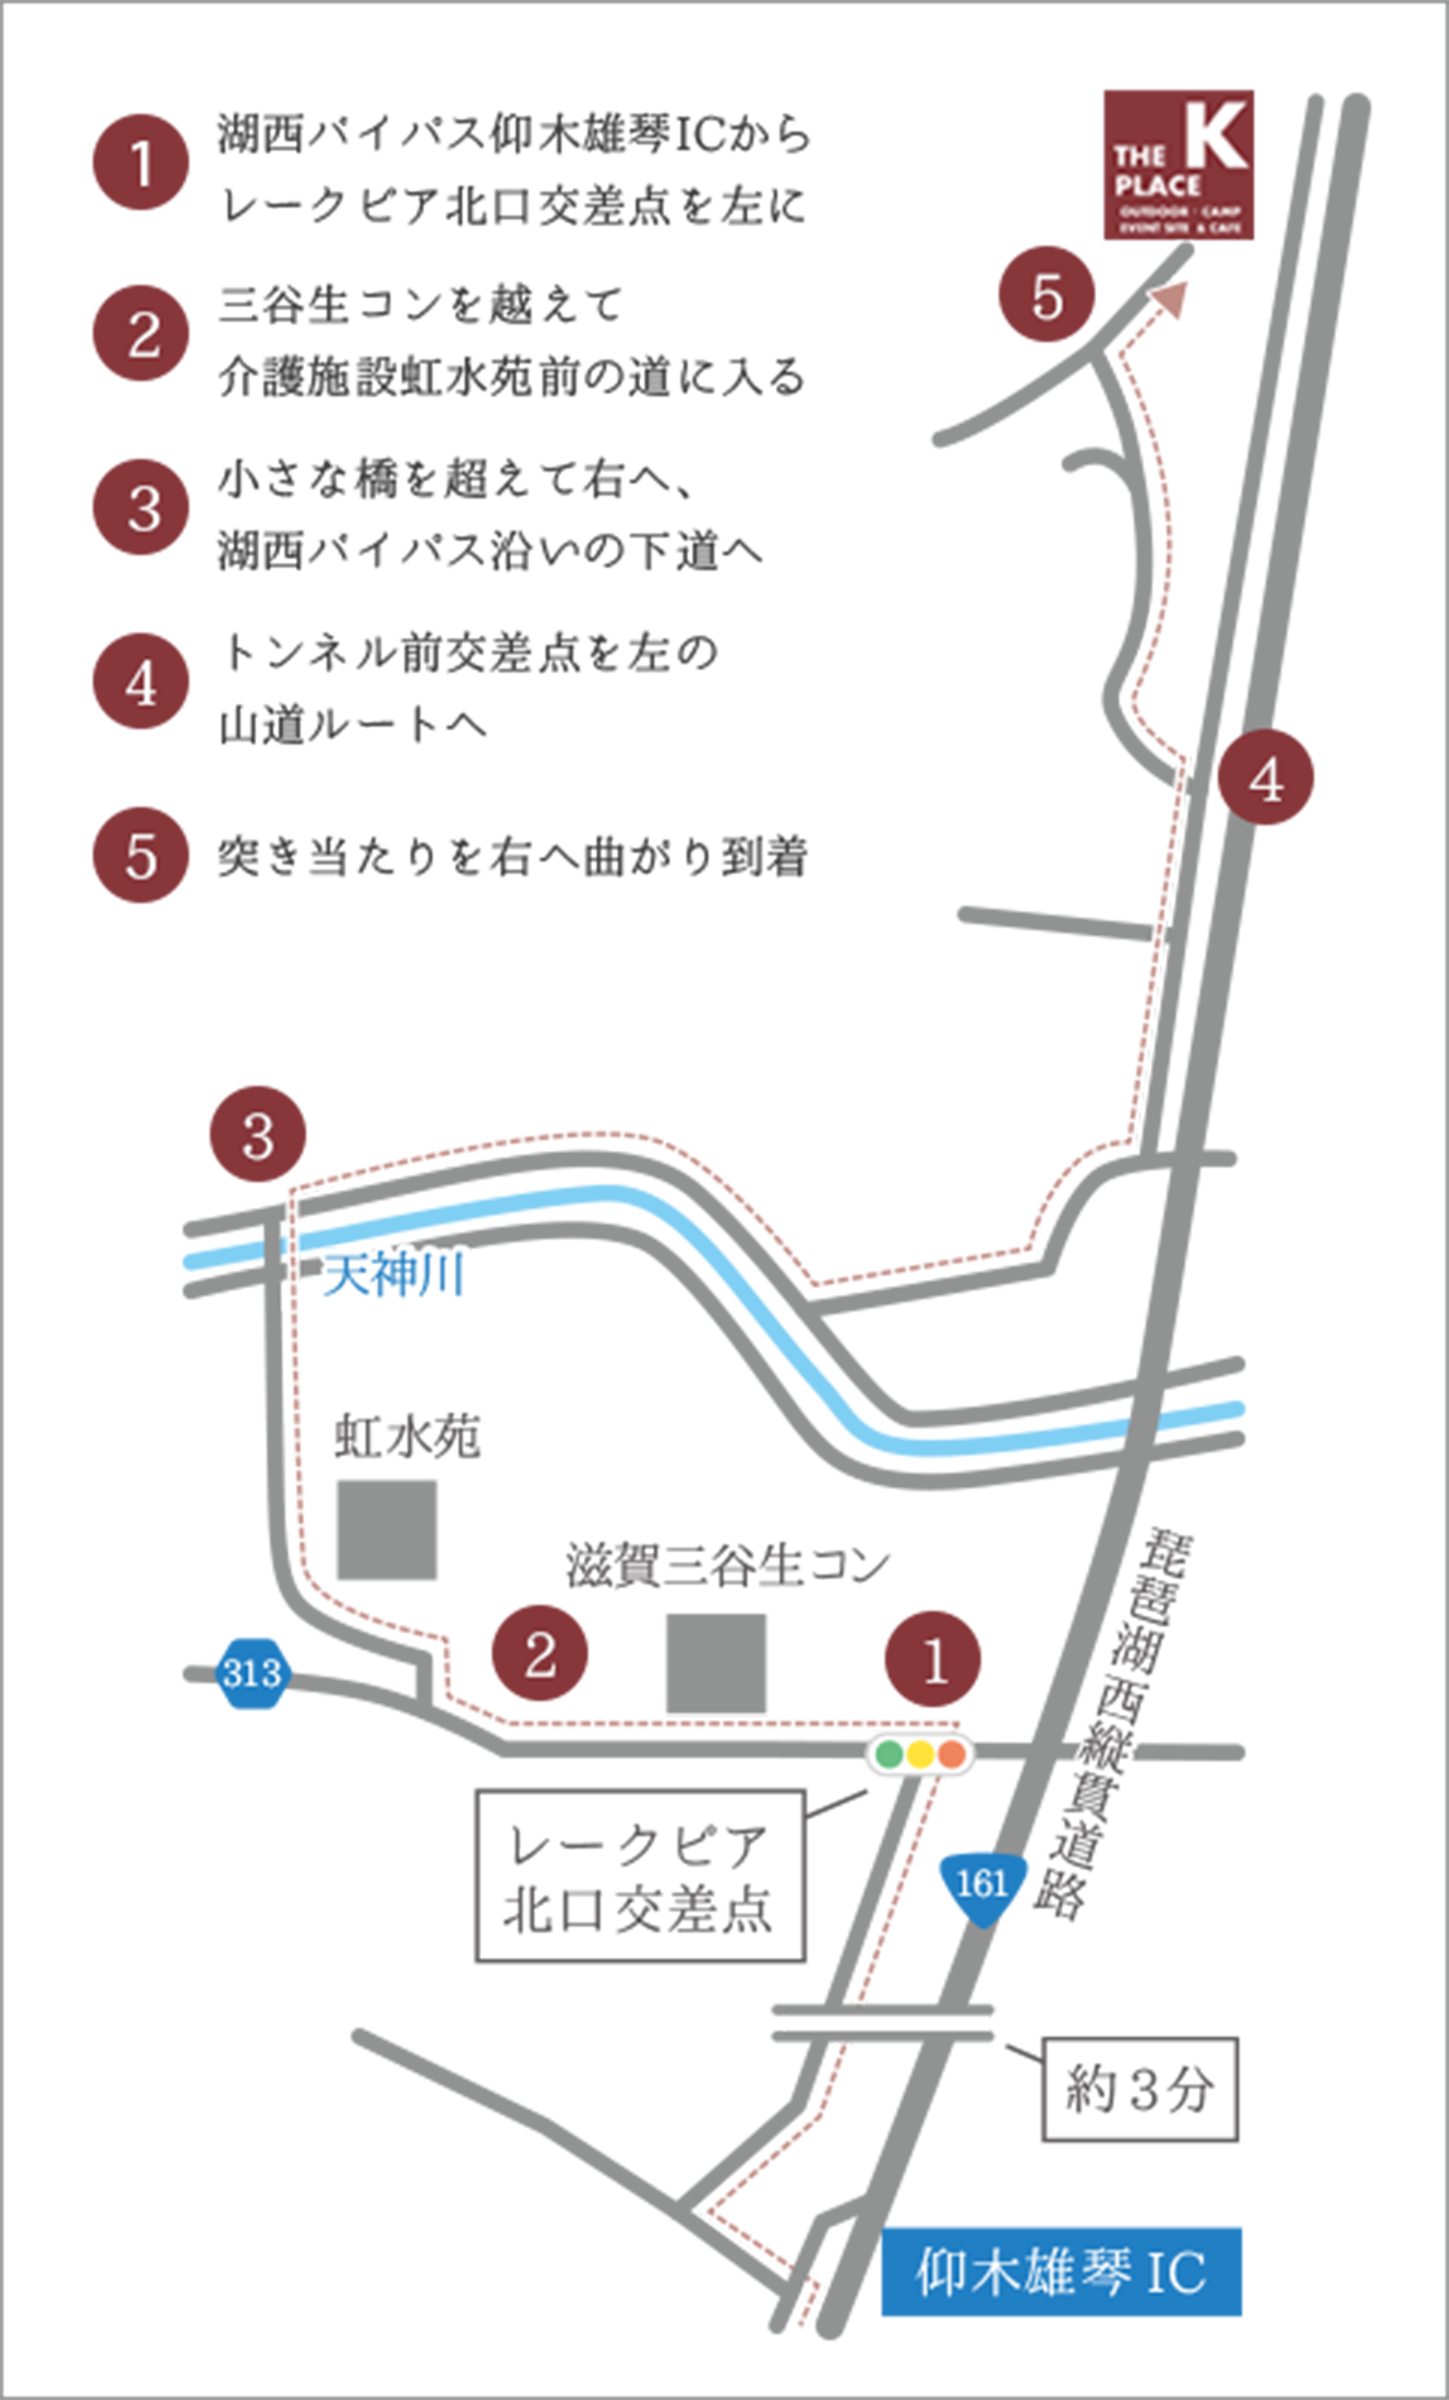 1
湖西バイパス仰木雄琴ICから
レークピア北口交差点を左に
2
三谷生コンを越えて
介護施設虹水苑前の道に入る
3
小さな橋を超えて右へ、
湖西バイパス沿いの下道へ
4
トンネル前交差点を左の
山道ルートへ
5
突き当たりを右へ曲がり到着
K
THE
PLACE
OUTDOOR・CAMP
EVENT SITE & CAFE
5
4
3
天神川
虹水苑
滋賀三谷生コン
2
1
313
琵琶湖西縦貫道路
レークピア
北口交差点
161
約3分
仰木雄琴 IC